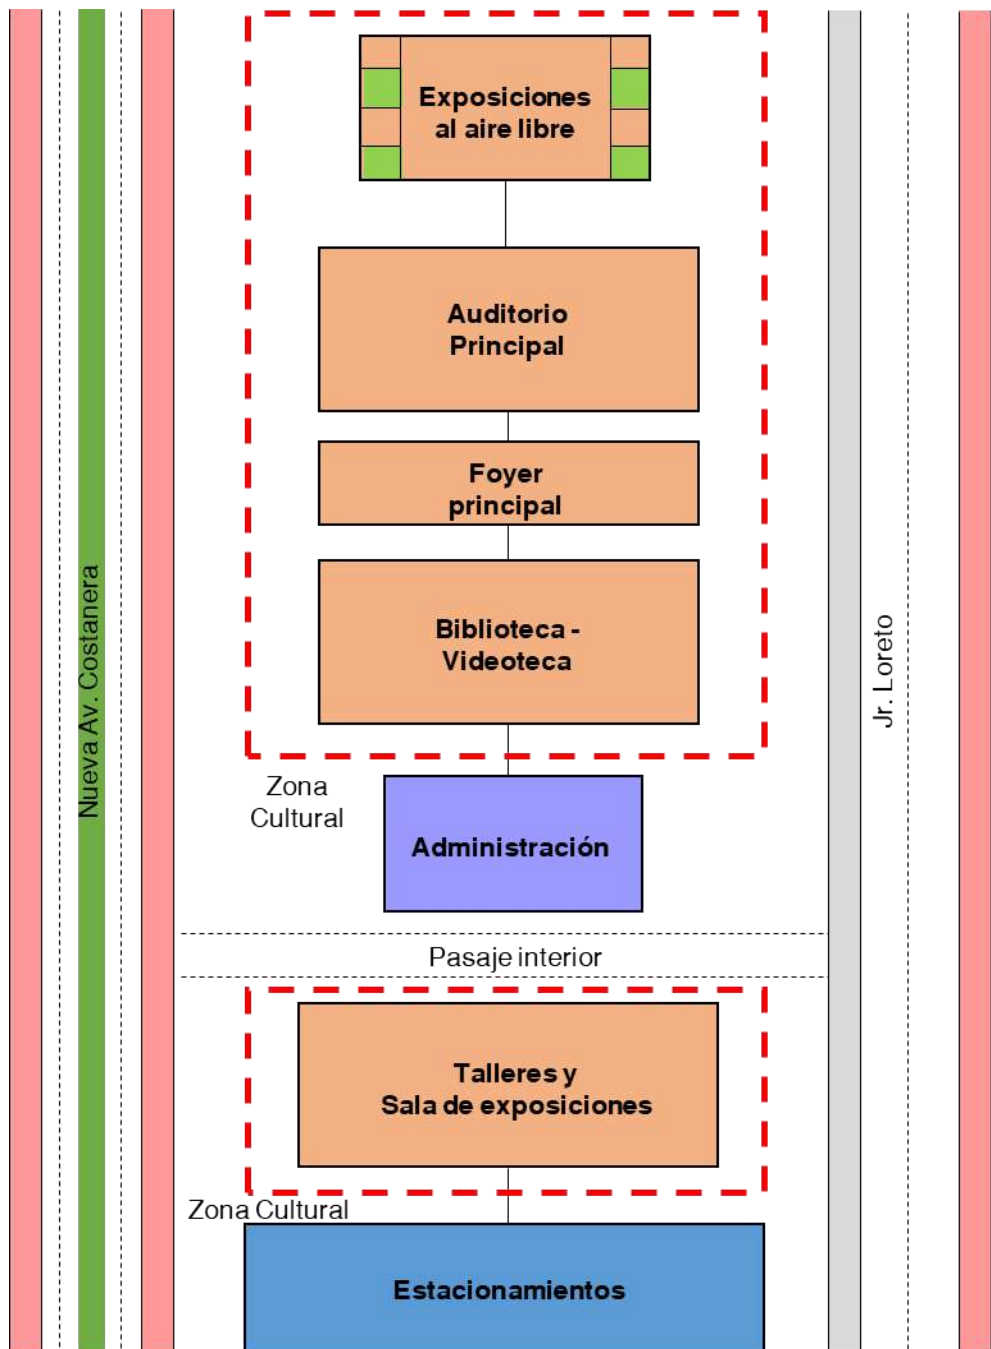 Exposiciones
al aire libre
Auditorio
Principal
Foyer
principal
Biblioteca -
Videoteca
Nueva Av. Costanera
Jr. Loreto
Zona
Cultural
Administración
Pasaje interior
Talleres y
Sala de exposiciones
Zona Cultural
Estacionamientos